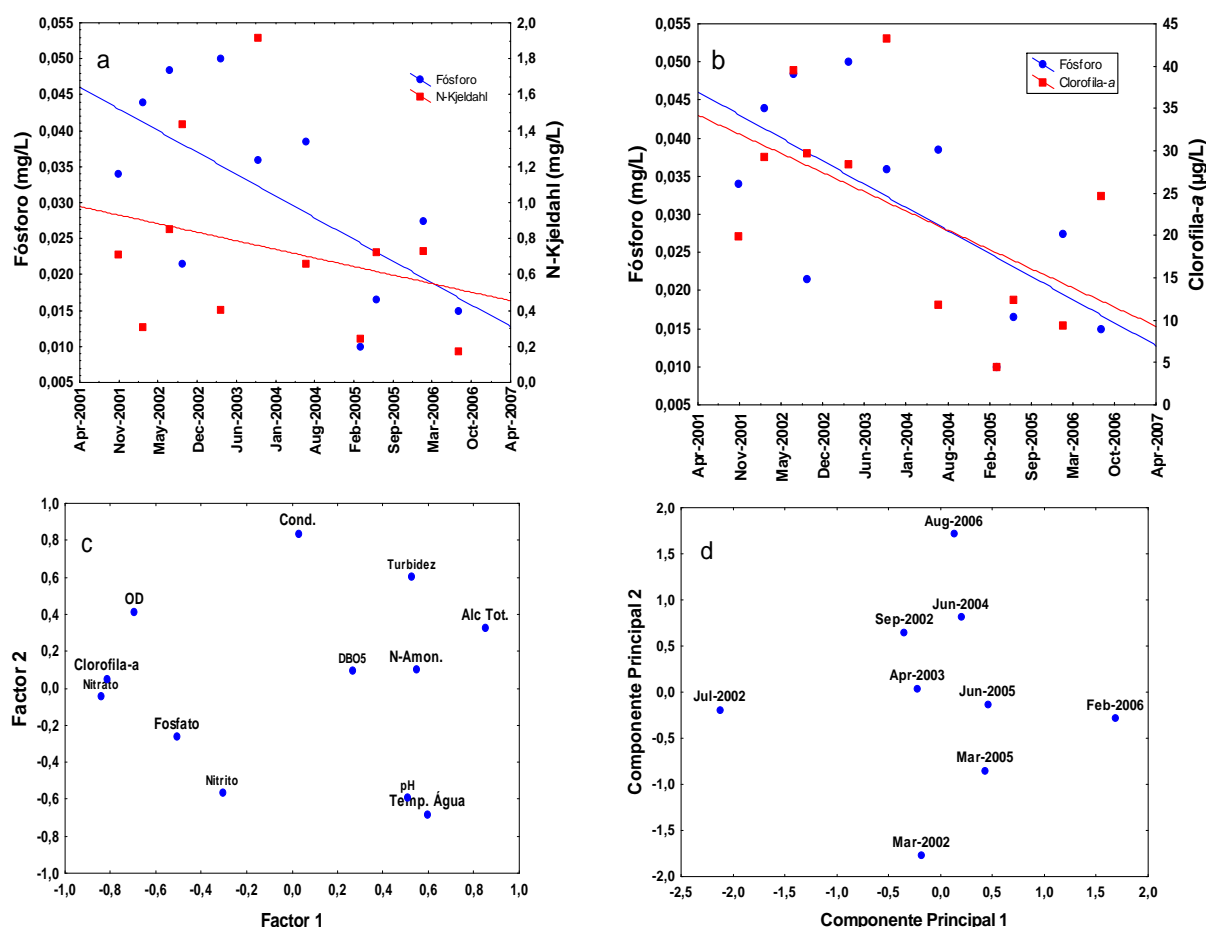 a
Fósforo
N-Kjeldahl
0,055
0,050
0,045
0,040
0,035
0,030
0,025
0,020
0,015
0,010
0,005
Fósforo (mg/L)
2,0
1,8
1,6
1,4
1,2
1,0
0,8
0,6
0,4
0,2
0,0
N-Kjeldahl (mg/L)
Apr-2001
Nov-2001
May-2002
Dec-2002
Jun-2003
Jan-2004
Aug-2004
Feb-2005
Sep-2005
Mar-2006
Oct-2006
Apr-2007
b
Fósforo
Clorofila-a
0,055
0,050
0,045
0,040
0,035
0,030
0,025
0,020
0,015
0,010
0,005
Fósforo (mg/L)
45
40
35
30
25
20
15
10
5
0
Clorofila-a (µg/L)
Apr-2001
Nov-2001
May-2002
Dec-2002
Jun-2003
Jan-2004
Aug-2004
Feb-2005
Sep-2005
Mar-2006
Oct-2006
Apr-2007
c
Cond.
Turbidez
OD
Alc Tot.
Clorofila-a
DBO5
N-Amon.
Nitrato
Fosfato
Nitrito
pH
Temp. Água
1,0
0,8
0,6
0,4
0,2
0,0
-0,2
-0,4
-0,6
-0,8
-1,0
Factor 2
-1,0 -0,8 -0,6 -0,4 -0,2 0,0 0,2 0,4 0,6 0,8 1,0
Factor 1
d
Aug-2006
Jun-2004
Sep-2002
Apr-2003
Jul-2002
Jun-2005
Feb-2006
Mar-2005
Mar-2002
2,0
1,5
1,0
0,5
0,0
-0,5
-1,0
-1,5
-2,0
Componente Principal 2
-2,5 -2,0 -1,5 -1,0 -0,5 0,0 0,5 1,0 1,5 2,0
Componente Principal 1